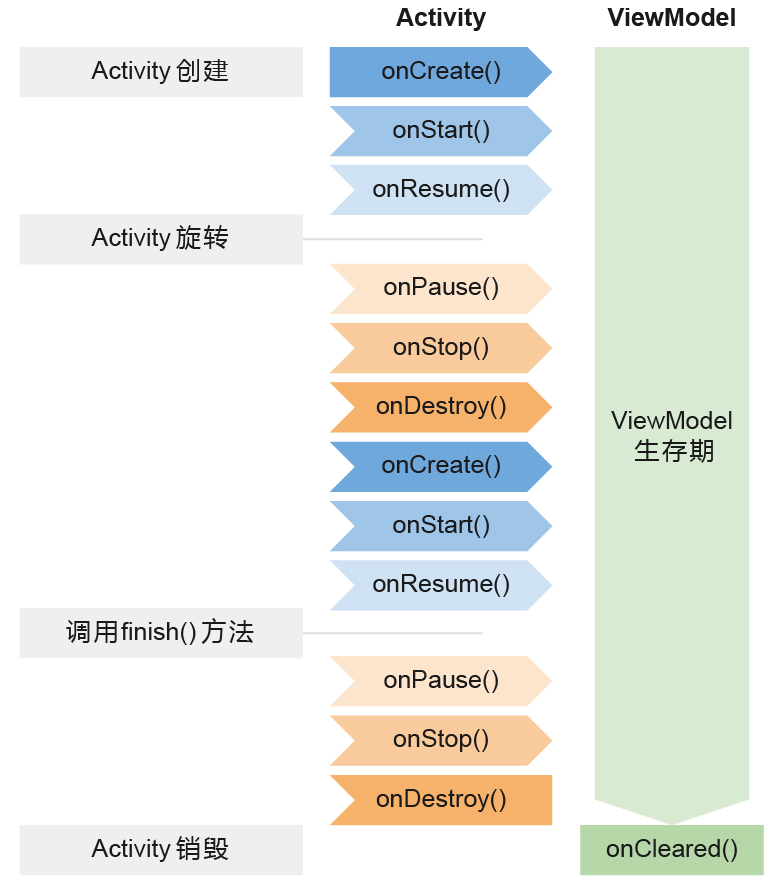 Activity
ViewModel
Activity 创建
onCreate()
onStart()
onResume()
Activity 旋转
onPause()
onStop()
onDestroy()
ViewModel
生存期
onCreate()
onStart()
onResume()
调用finish() 方法
onPause()
onStop()
onDestroy()
Activity 销毁
onCleared()